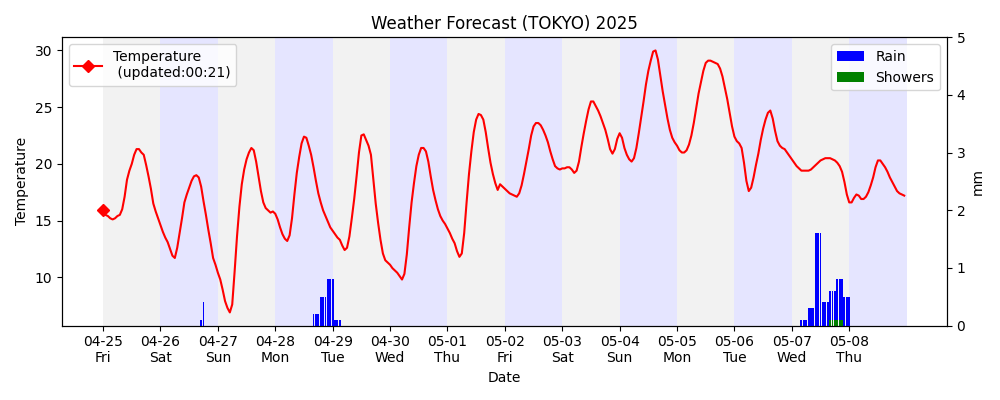 Weather Forecast (TOKYO) 2025
Temperature
(updated:00:21)
Rain
Showers
30
25
20
15
10
Temperature
5
4
3
2
1
0
mm
04-25 04-26 04-27 04-28 04-29 04-30 05-01 05-02 05-03 05-04 05-05 05-06 05-07 05-08
Fri Sat Sun Mon Tue Wed Thu Fri Sat Sun Mon Tue Wed Thu
Date